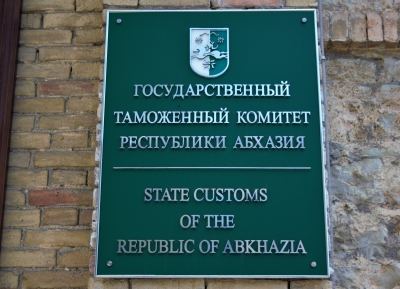 ГОСУДАРСТВЕННЫЙ
ТАМОЖЕННЫЙ КОМИТЕТ
РЕСПУБЛИКИ АБХАЗИЯ
STATE CUSTOMS
OF THE
REPUBLIC OF ABKHAZIA